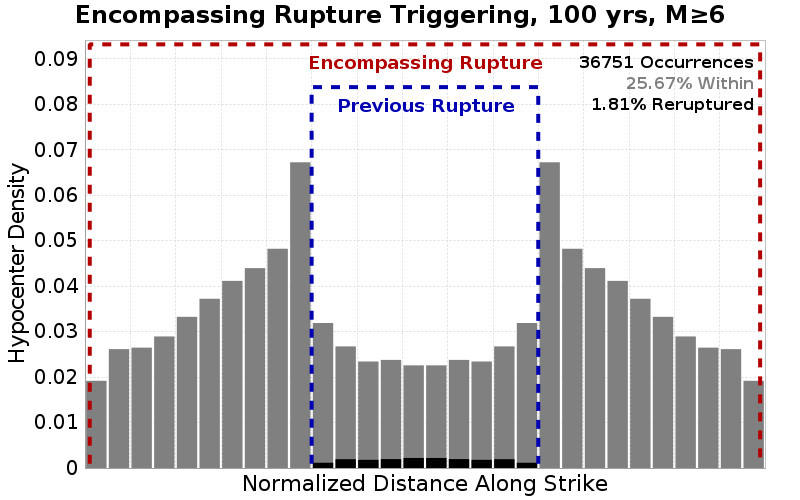 Encompassing Rupture Triggering, 100 yrs, M≥6
Encompassing Rupture
36751 Occurrences
25.67% Within
Previous Rupture
1.81% Reruptured
Hypocenter Density
0.09
0.08
0.07
0.06
0.05
0.04
0.03
0.02
0.01
0
Normalized Distance Along Strike